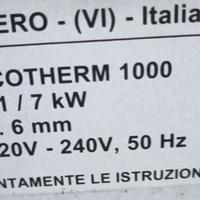 ERO - (VI) - Italia
COTHERM 1000
1 / 7 kW
. 6 mm
20V - 240V, 50 Hz
NTAMENTE LE ISTRUZION